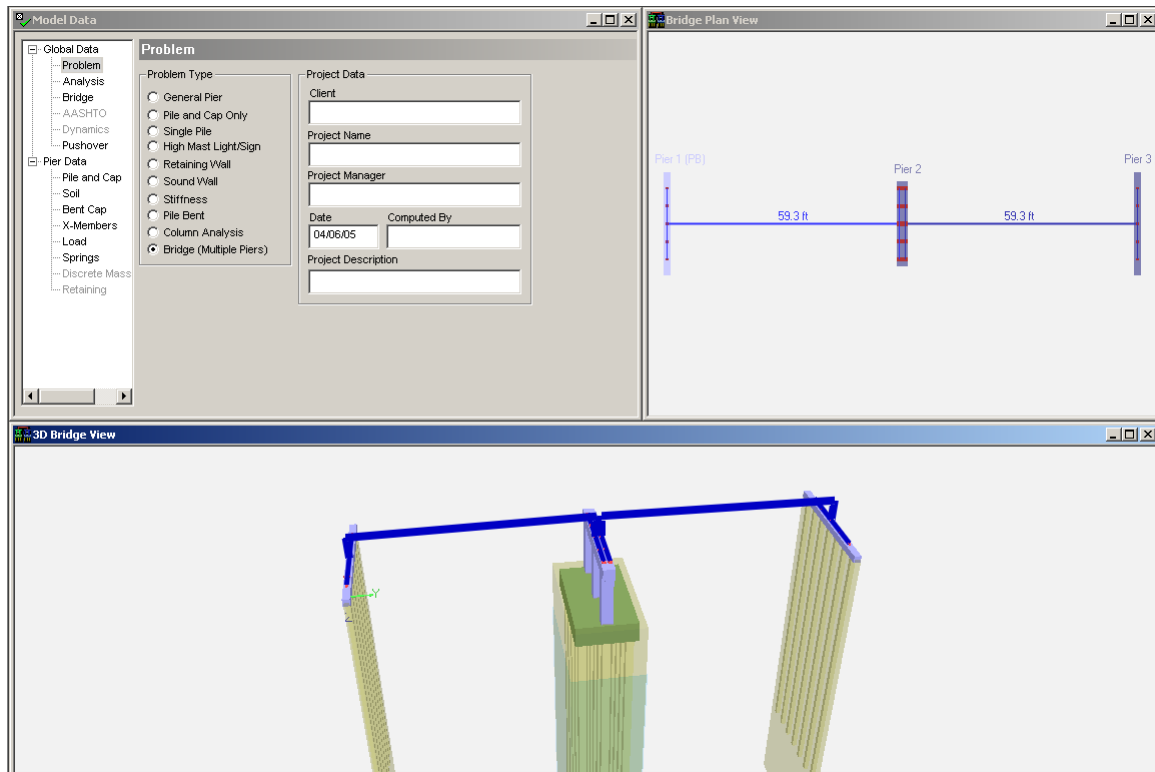 Model Data
Global Data
Problem
Analysis
Bridge
AASHTO
Dynamics
Pushover
Pier Data
Pile and Cap
Soil
Bent Cap
X-Members
Load
Springs
Discrete Mass
Retaining
Problem
Problem Type
General Pier
Pile and Cap Only
Single Pile
High Mast Light/Sign
Retaining Wall
Sound Wall
Stiffness
Pile Bent
Column Analysis
Bridge (Multiple Piers)
Project Data
Client
Project Name
Project Manager
Date Computed By
04/06/05
Project Description
Bridge Plan View
Pier 1 (PB) Pier 2 Pier 3
59.3 ft 59.3 ft
3D Bridge View
Y
Z